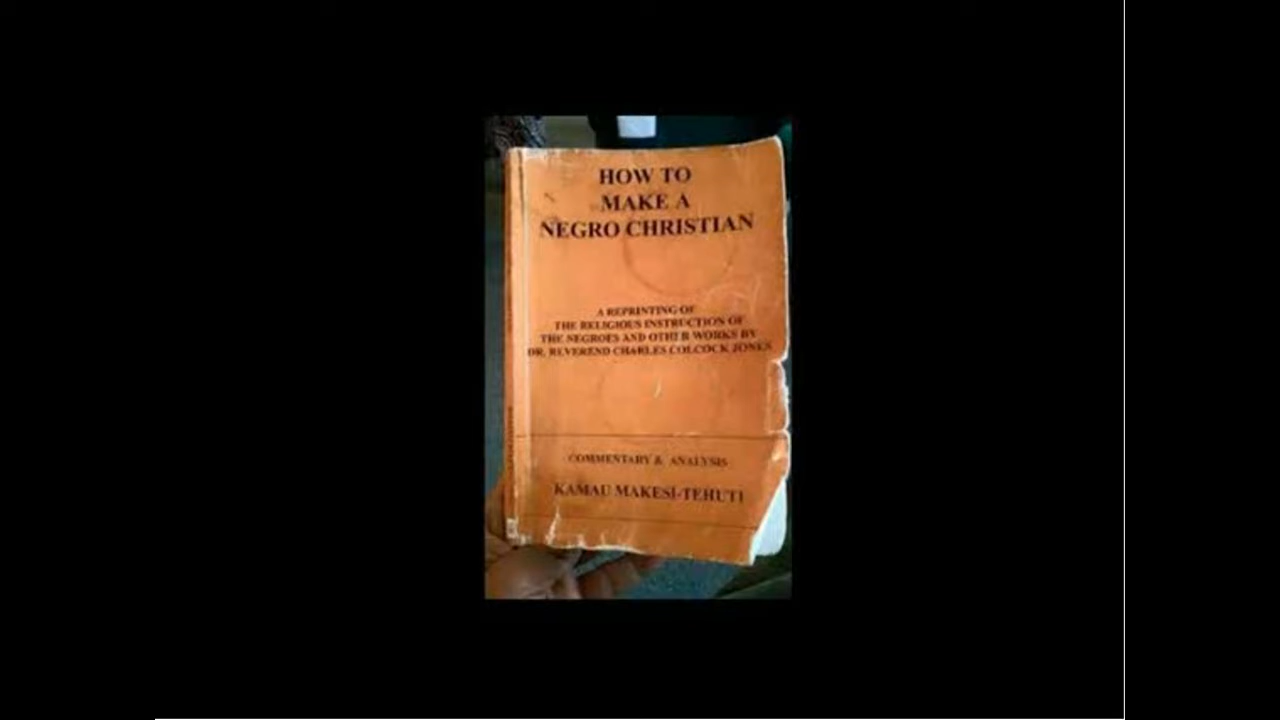 HOW TO
MAKE A
NEGRO CHRISTIAN
A REPRINTING OF
THE RELIGIOUS INSTRUCTION OF
THE NEGROES AND OTHER WORKS BY
DR. REVEREND CHARLES COLCOCK JONES
COMMENTARY & ANALYSIS
KAMAU MAKESI-TEHUTI